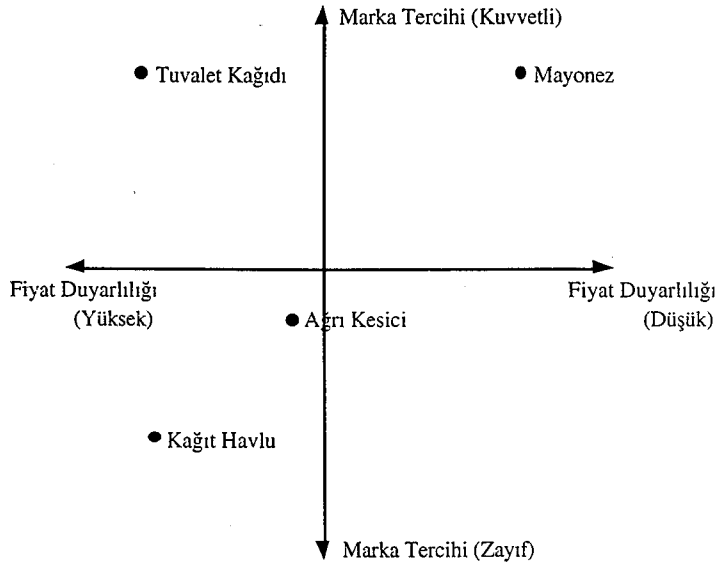 Marka Tercihi (Kuvvetli)
Tuvalet Kağıdı
Mayonez
Fiyat Duyarlılığı
(Yüksek)
Fiyat Duyarlılığı
(Düşük)
Ağrı Kesici
Kağıt Havlu
Marka Tercihi (Zayıf)